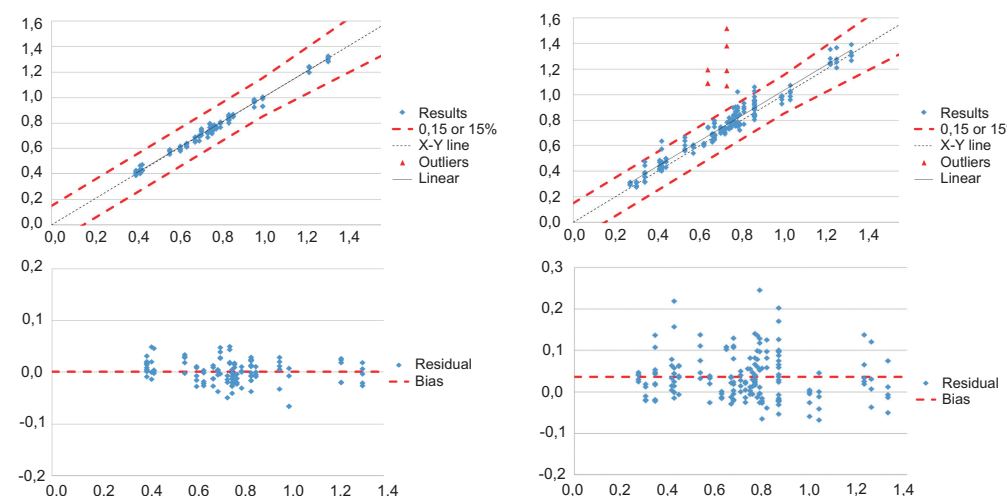 1,6
1,4
1,2
1,0
0,8
0,6
0,4
0,2
0,0
0,0 0,2 0,4 0,6 0,8 1,0 1,2 1,4
Results
0,15 or 15%
X-Y line
Outliers
Linear
1,6
1,4
1,2
1,0
0,8
0,6
0,4
0,2
0,0
0,0 0,2 0,4 0,6 0,8 1,0 1,2 1,4
Results
0,15 or 15
X-Y line
Outliers
Linear
0,2
0,1
0,0
-0,1
-0,2
0.0 0.2 0.4 0.6 0.8 1.0 1.2 1.4
Residual
Bias
0,3
0,2
0,1
0,0
-0,1
-0,2
0,0 0,2 0,4 0,6 0,8 1,0 1,2 1,4
Residual
Bias